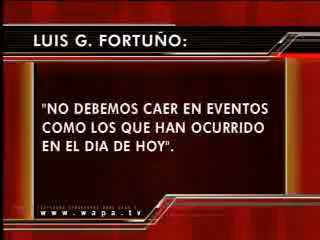 LUIS G. FORTUÑO:
"NO DEBEMOS CAER EN EVENTOS
COMO LOS QUE HAN OCURRIDO
EN EL DIA DE HOY".
www.wapa.tv